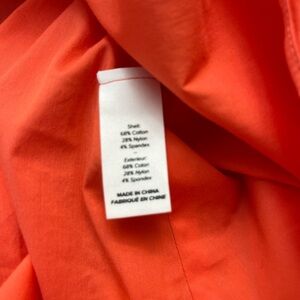 Shell:
68% Cotton
28% Nylon
4% Spandex
-
Exterieur:
68% Coton
28% Nylon
4% Spandex
MADE IN CHINA
FABRIQUÉ EN CHINE